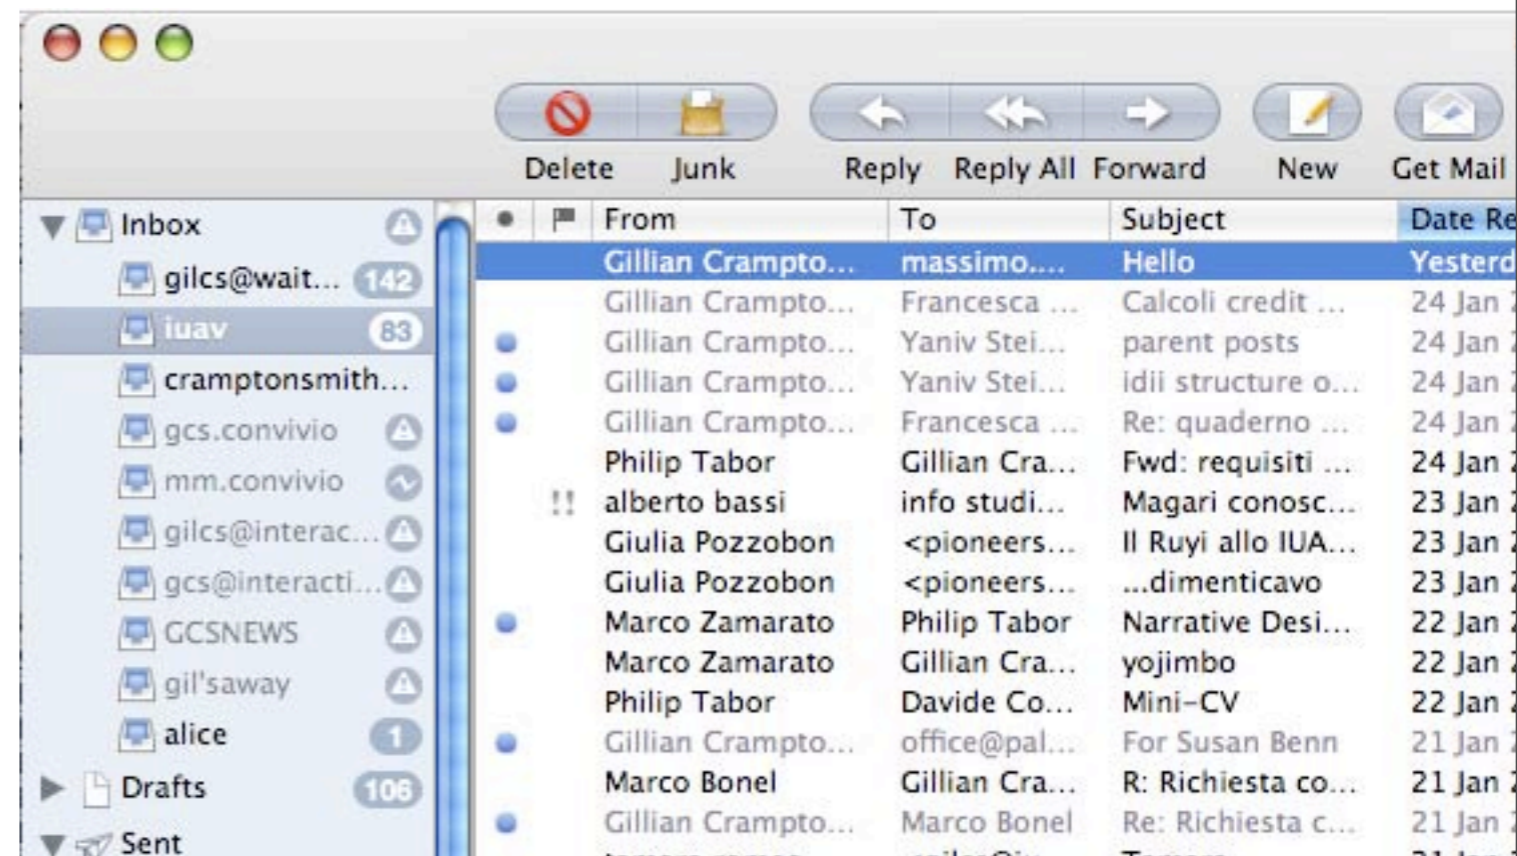 Delete Junk Reply Reply All Forward New Get Mail
Inbox
gilcs@wait... 142
iuav 83
cramptonsmith...
gcs.convivio
mm.convivio
gilcs@interac...
gcs@interacti...
GCSNEWS
gil'saway
alice 1
Drafts 106
Sent
From To Subject Date Re
Gillian Crampto... massimo.... Hello Yesterd
Gillian Crampto... Francesca ... Calcoli credit ... 24 Jan
Gillian Crampto... Yaniv Stei... parent posts 24 Jan
Gillian Crampto... Yaniv Stei... idii structure o... 24 Jan
Gillian Crampto... Francesca ... Re: quaderno ... 24 Jan
Philip Tabor Gillian Cra... Fwd: requisiti ... 24 Jan
!! alberto bassi info studi... Magari conosc... 23 Jan
Giulia Pozzobon <pioneers... Il Ruyi allo IUA... 23 Jan
Giulia Pozzobon <pioneers... ...dimenticavo 23 Jan
Marco Zamarato Philip Tabor Narrative Desi... 22 Jan
Marco Zamarato Gillian Cra... yojimbo 22 Jan
Philip Tabor Davide Co... Mini-CV 22 Jan
Gillian Crampto... office@pal... For Susan Benn 21 Jan
Marco Bonel Gillian Cra... R: Richiesta co... 21 Jan
Gillian Crampto... Marco Bonel Re: Richiesta c... 21 Jan